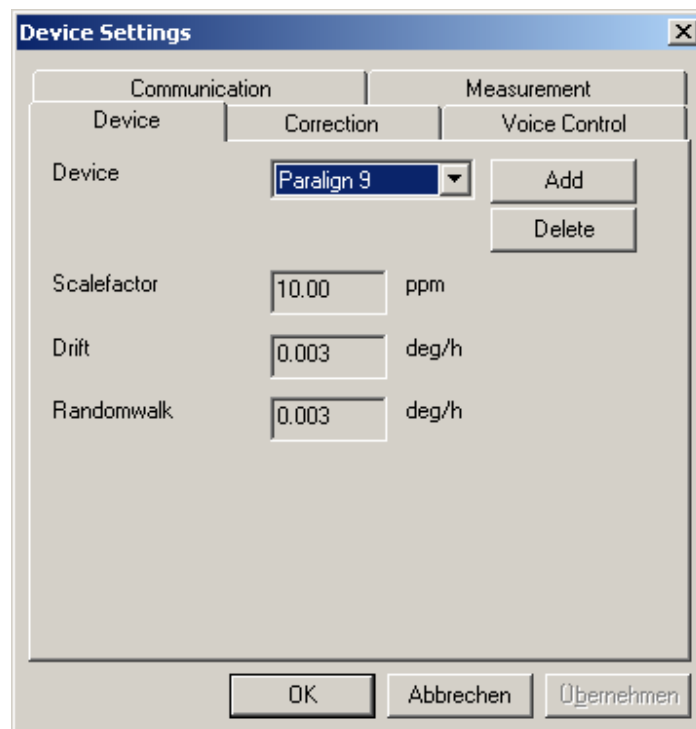 Device Settings
Communication Measurement
Device Correction Voice Control
Device Paralign 9 Add
Delete
Scalefactor 10.00 ppm
Drift 0.003 deg/h
Randomwalk 0.003 deg/h
OK Abbrechen Übernehmen